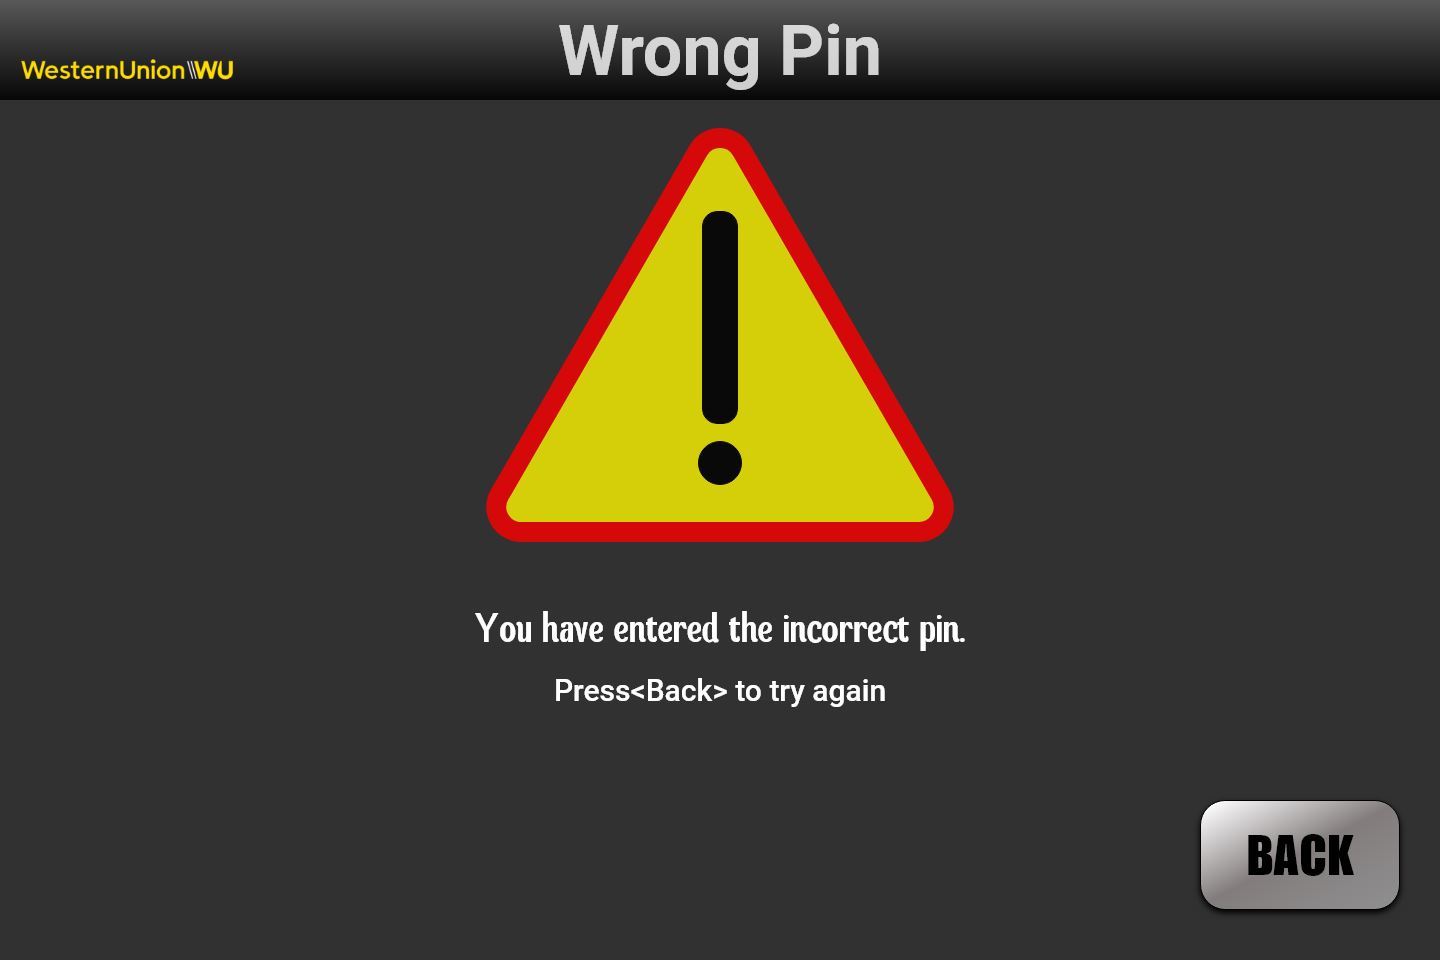 Wrong Pin
WesternUnion\\WU
You have entered the incorrect pin.
Press<Back> to try again
BACK